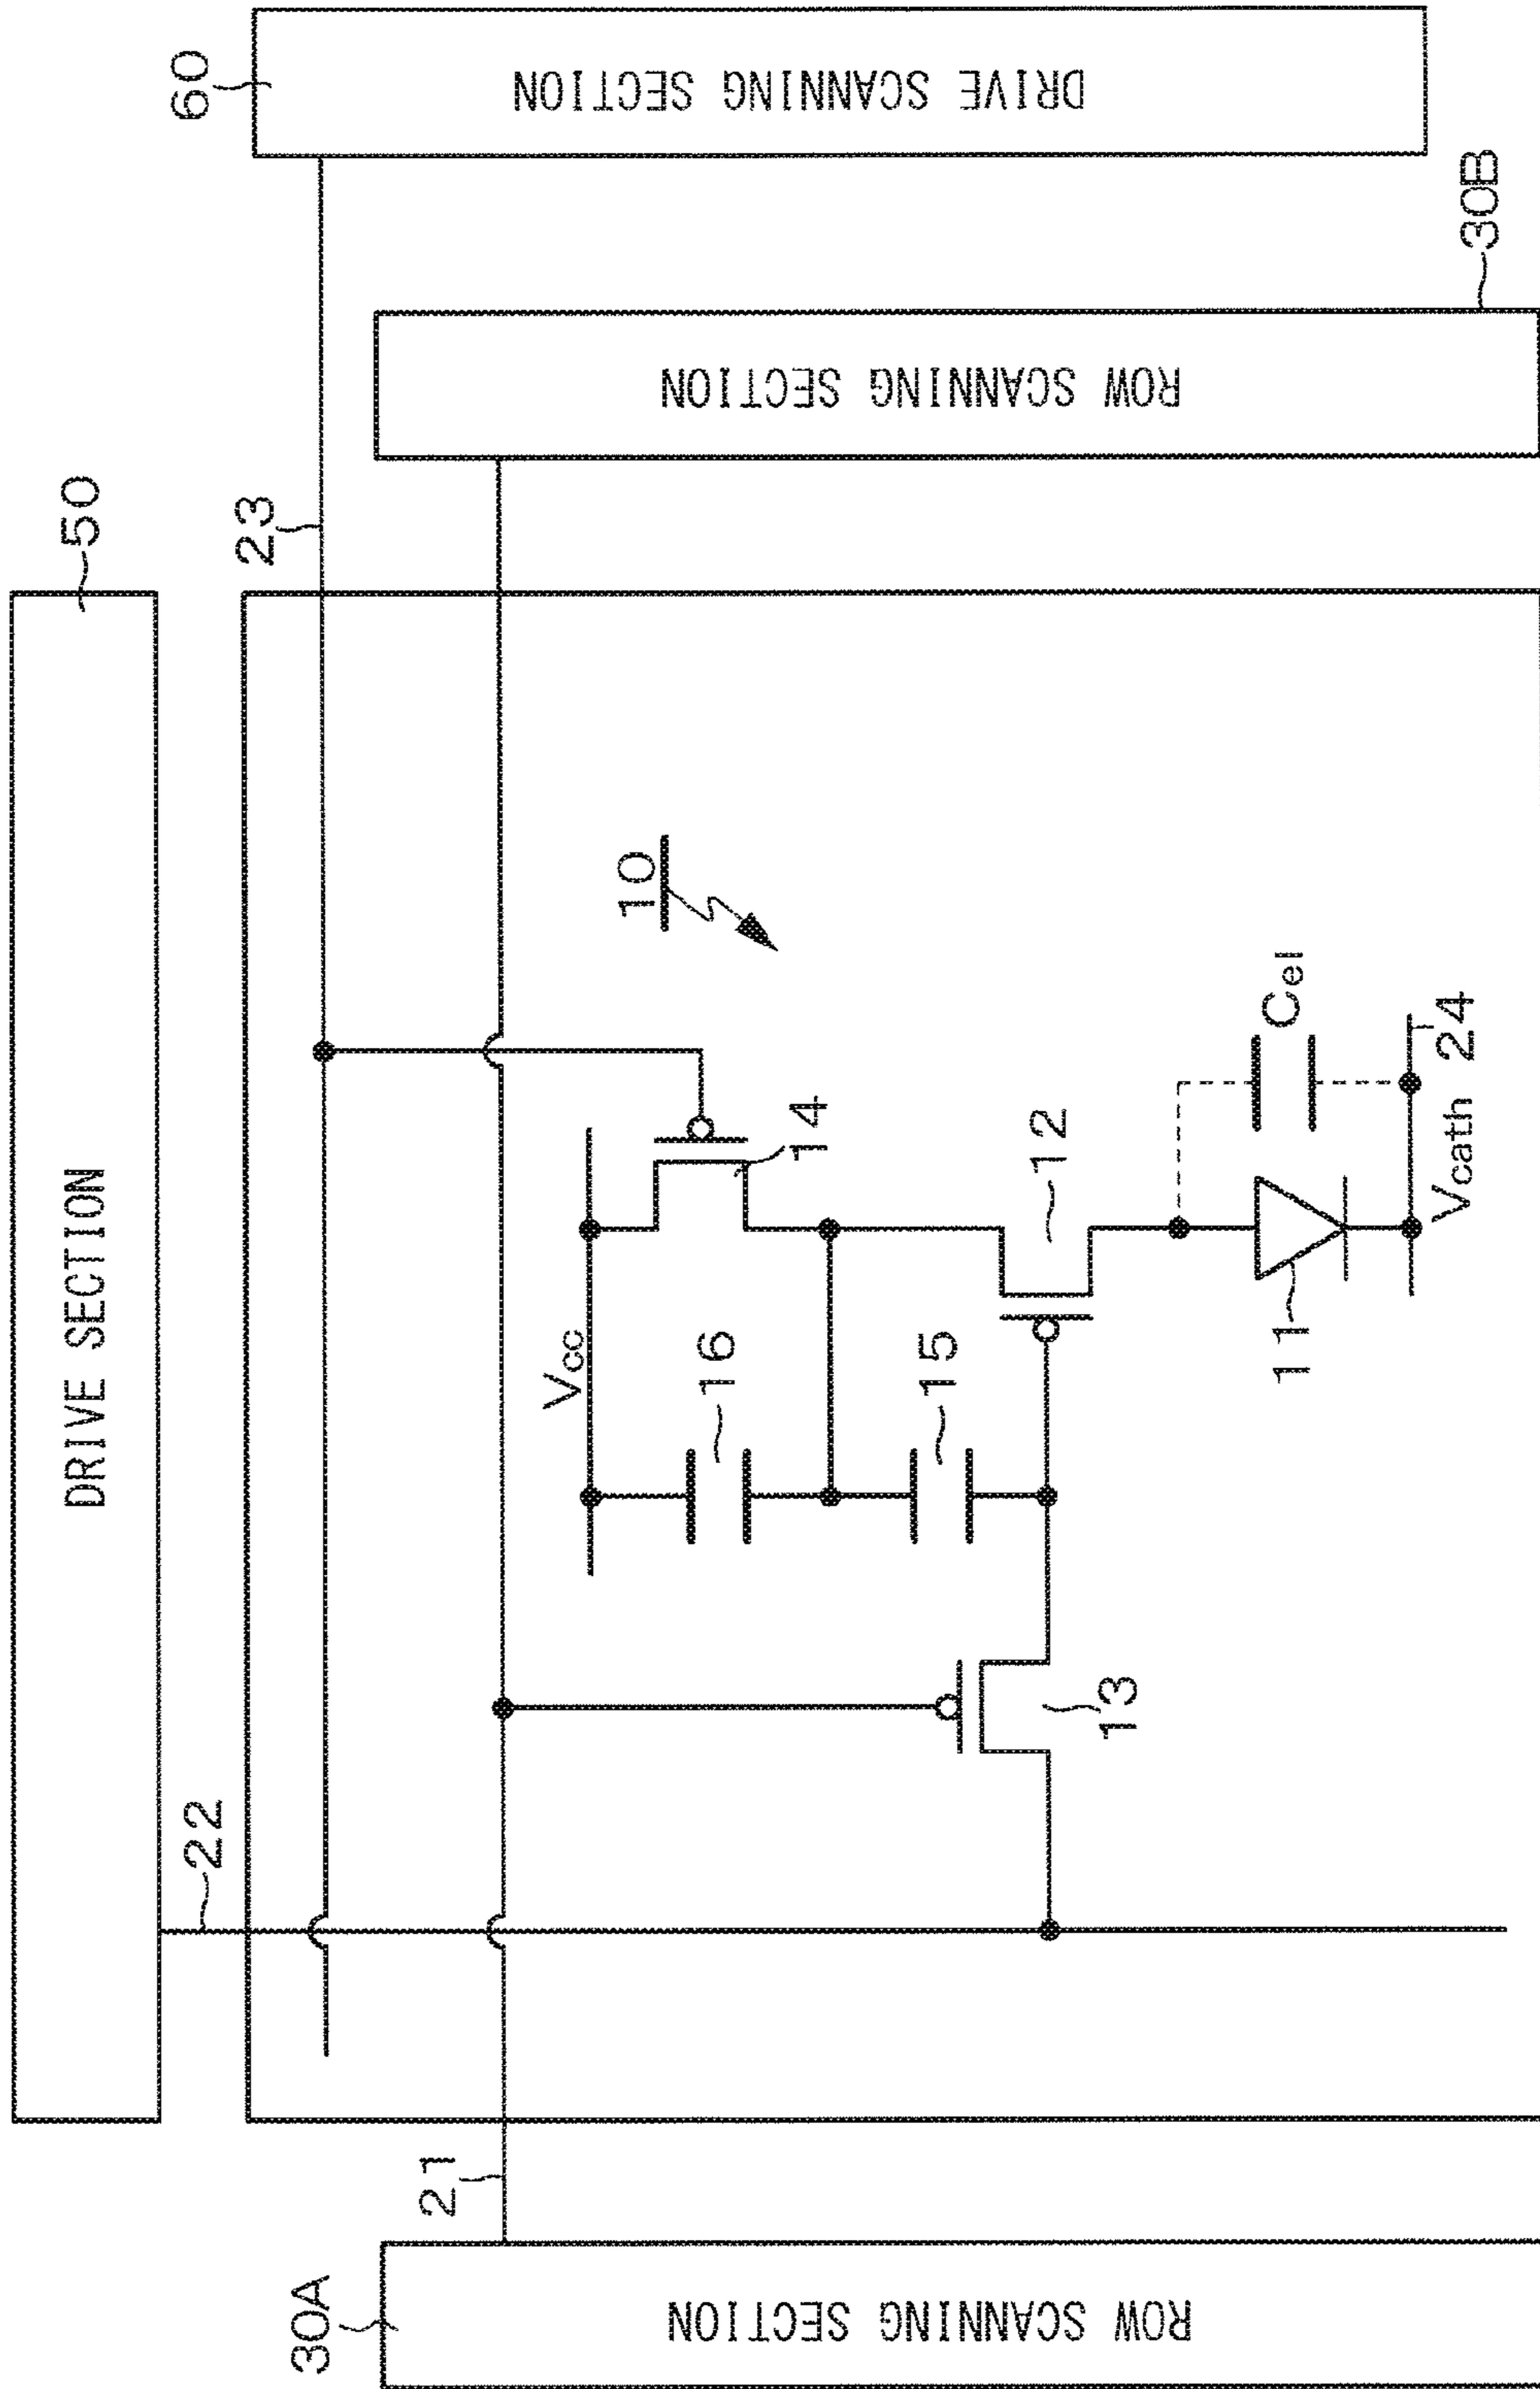 50
DRIVE SECTION
60
DRIVE SCANNING SECTION
22
23
30A
ROW SCANNING SECTION
21
30B
ROW SCANNING SECTION
10
Vcc
16
14
15
12
13
11
Cel
Vcath
24